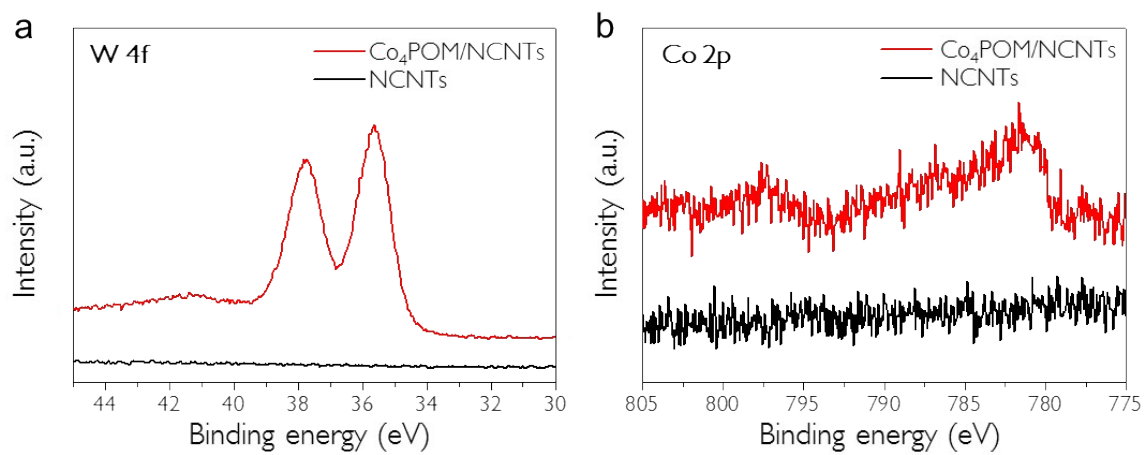 a
W 4f
Co₄POM/NCNTs
NCNTs
Intensity (a.u.)
44 42 40 38 36 34 32 30
Binding energy (eV)
b
Co 2p
Co₄POM/NCNTs
NCNTs
Intensity (a.u.)
805 800 795 790 785 780 775
Binding energy (eV)